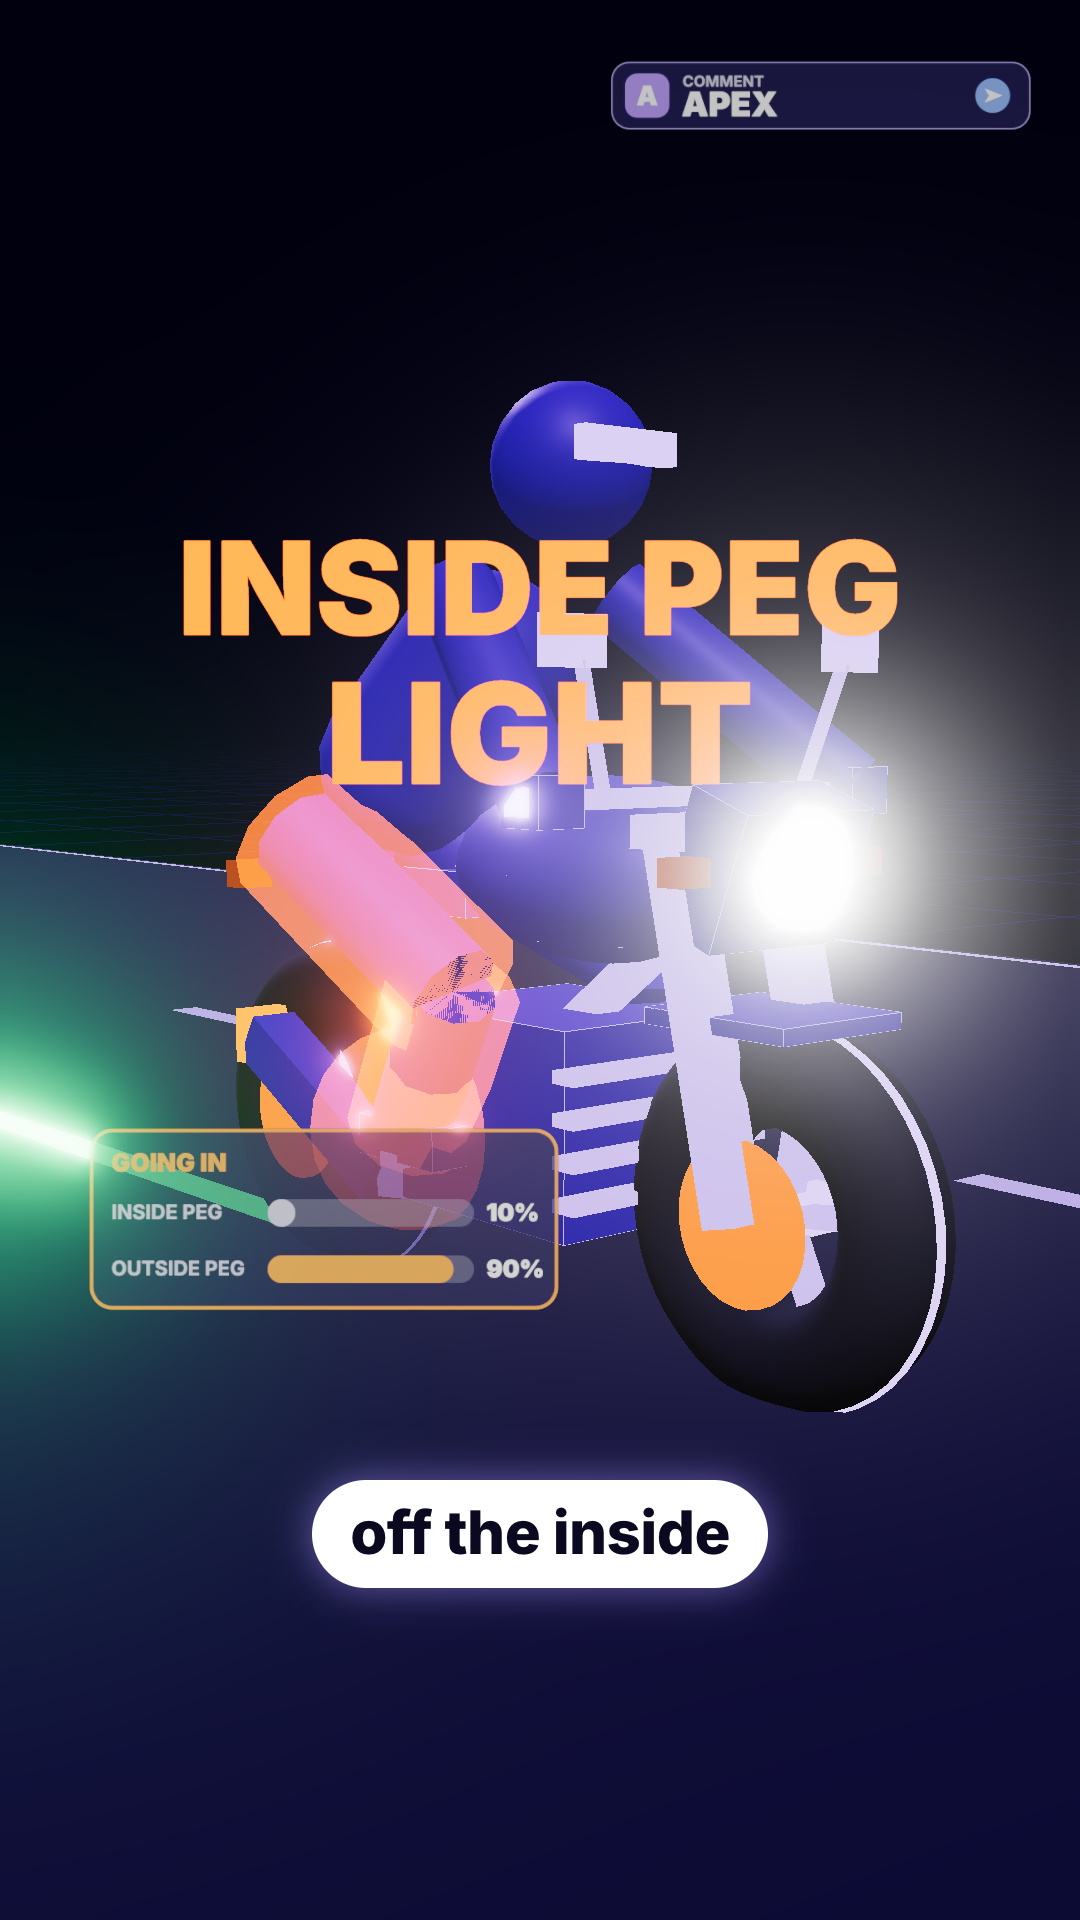 A
COMMENT
APEX
INSIDE PEG
LIGHT
GOING IN
INSIDE PEG 10%
OUTSIDE PEG 90%
off the inside